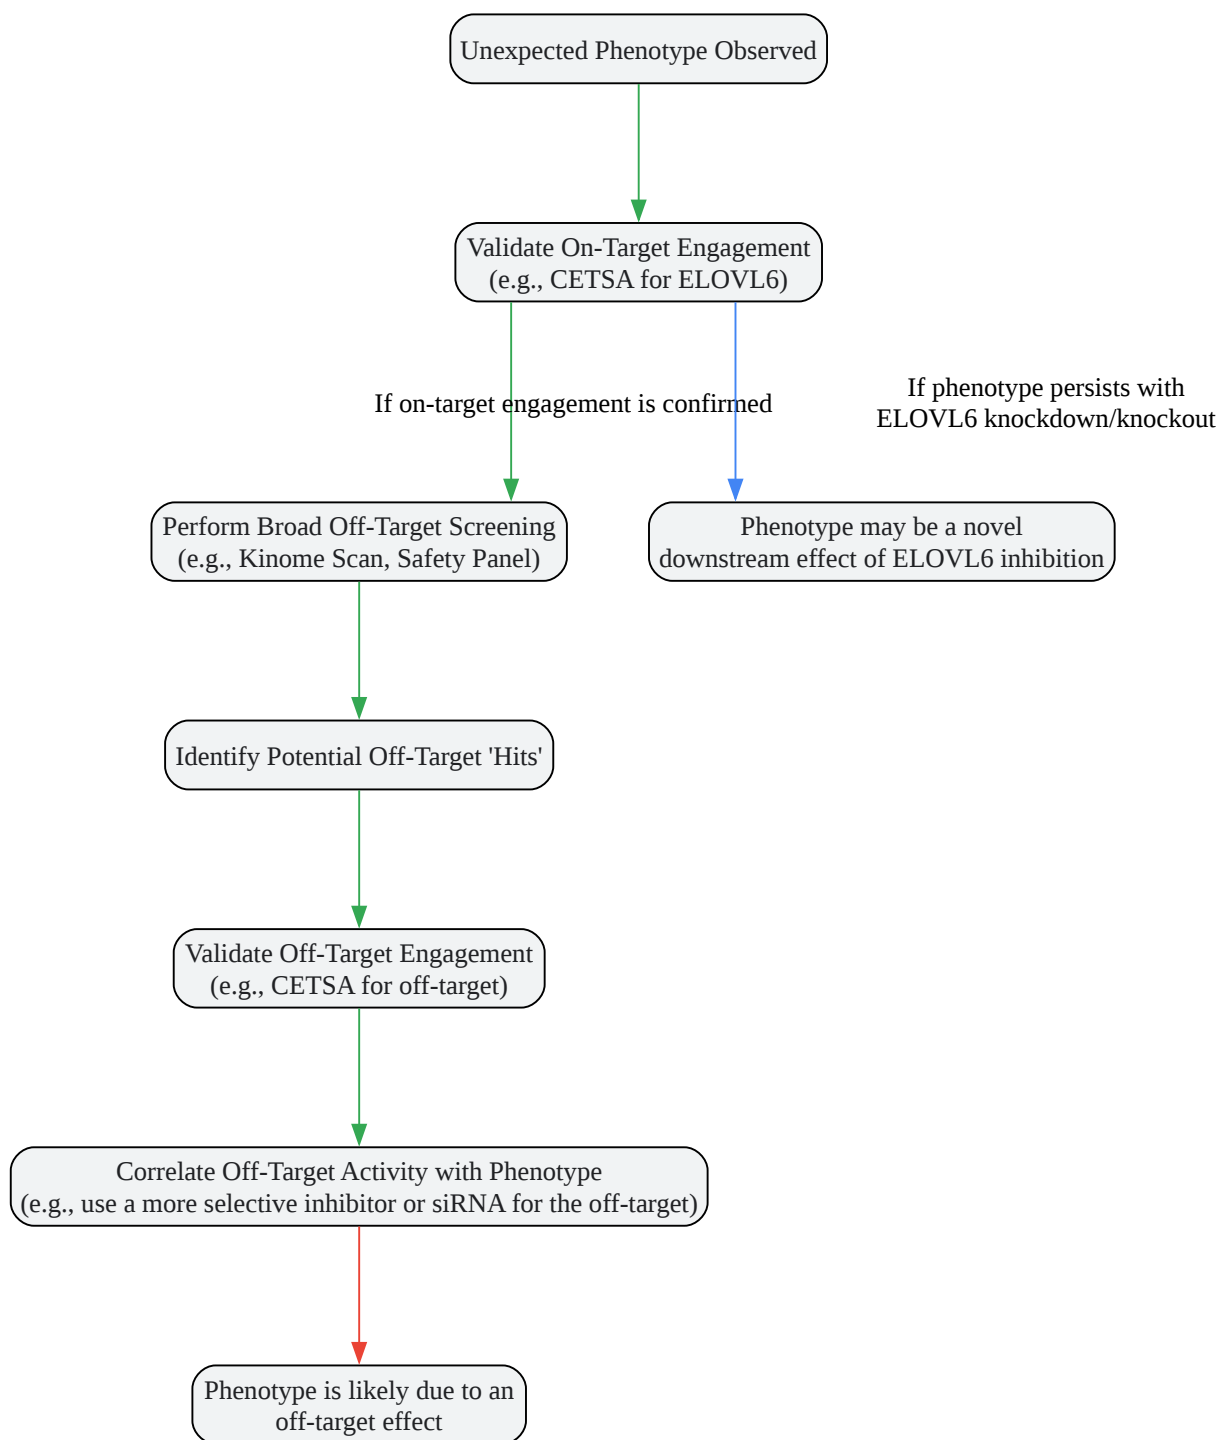 Unexpected Phenotype Observed
Validate On-Target Engagement
(e.g., CETSA for ELOVL6)
If on-target engagement is confirmed
If phenotype persists with
ELOVL6 knockdown/knockout
Perform Broad Off-Target Screening
(e.g., Kinome Scan, Safety Panel)
Phenotype may be a novel
downstream effect of ELOVL6 inhibition
Identify Potential Off-Target 'Hits'
Validate Off-Target Engagement
(e.g., CETSA for off-target)
Correlate Off-Target Activity with Phenotype
(e.g., use a more selective inhibitor or siRNA for the off-target)
Phenotype is likely due to an
off-target effect